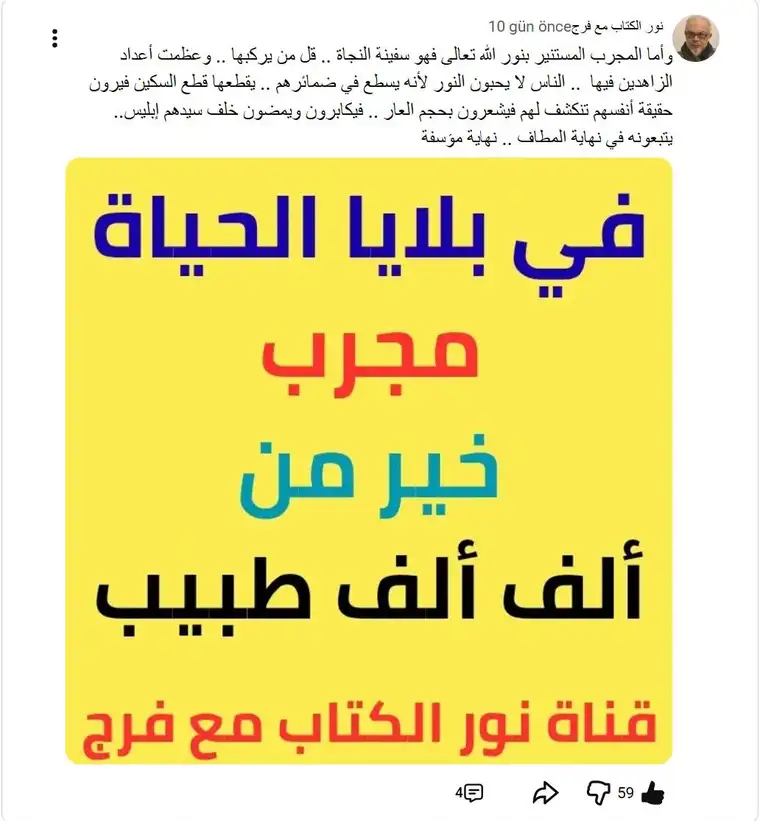 نور الكتاب مع فرج10 gün önce
وأما المجرب المستنير بنور الله تعالى فهو سفينة النجاة .. قل من يركبها .. وعظمت أعداد
الزاهدين فيها .. الناس لا يحبون النور لأنه يسطع في ضمائرهم .. يقطعها قطع السكين فيرون
حقيقة أنفسهم تنكشف لهم فيشعرون بحجم العار .. فيكابرون ويمضون خلف سيدهم إبليس..
يتبعونه في نهاية المطاف .. نهاية مؤسفة
في بلايا الحياة
مجرب
خير من
ألف ألف طبيب
قناة نور الكتاب مع فرج
59
4